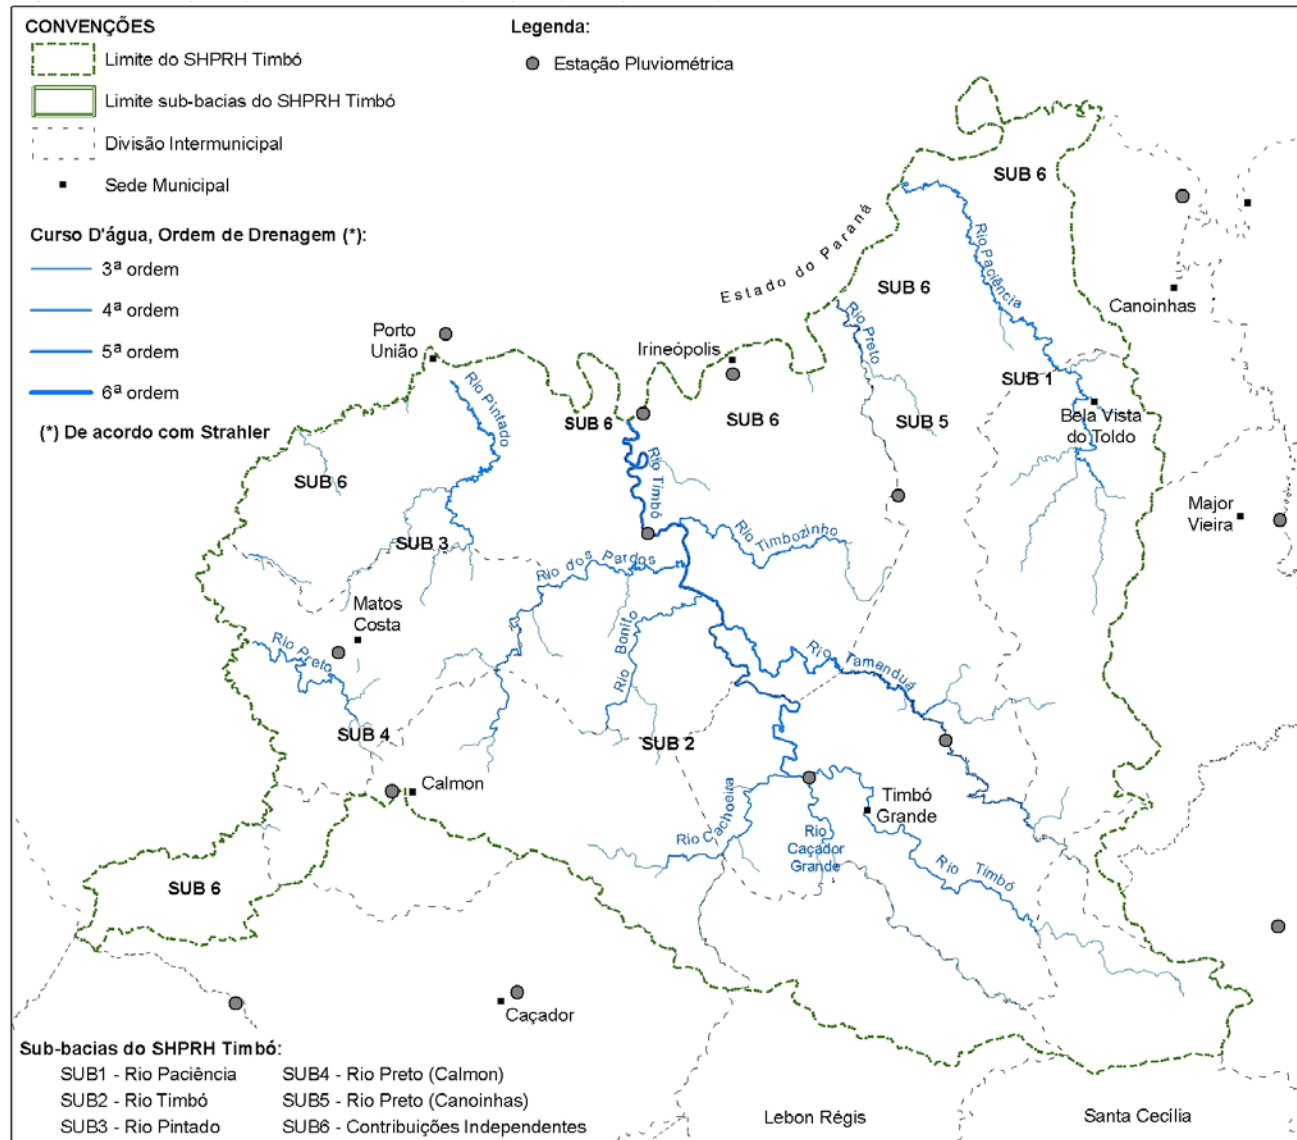 CONVENÇÕES
Limite do SHPRH Timbó
Limite sub-bacias do SHPRH Timbó
Divisão Intermunicipal
Sede Municipal
Legenda:
Estação Pluviométrica
Curso D'água, Ordem de Drenagem (*):
3ª ordem
4ª ordem
5ª ordem
6ª ordem
(*) De acordo com Strahler
SUB 6
Estado do Paraná
Rio Paciência
SUB 6
Canoinhas
Porto
União
Irineópolis
Rio Preto
Rio Pintado
SUB 1
Bela Vista
do Toldo
SUB 6
SUB 6
SUB 5
SUB 6
Rio Timbó
Major
Vieira
Rio Timbozinho
SUB 3
Rio dos Pardos
Matos
Costa
Rio Bonito
Rio Preto
Rio Tamanduá
SUB 4
SUB 2
Calmon
Timbó
Grande
Rio Cachoeira
Rio
Caçador
Grande
Rio Timbó
SUB 6
Caçador
Lebon Régis
Santa Cecília
Sub-bacias do SHPRH Timbó:
SUB1 - Rio Paciência
SUB2 - Rio Timbó
SUB3 - Rio Pintado
SUB4 - Rio Preto (Calmon)
SUB5 - Rio Preto (Canoinhas)
SUB6 - Contribuições Independentes